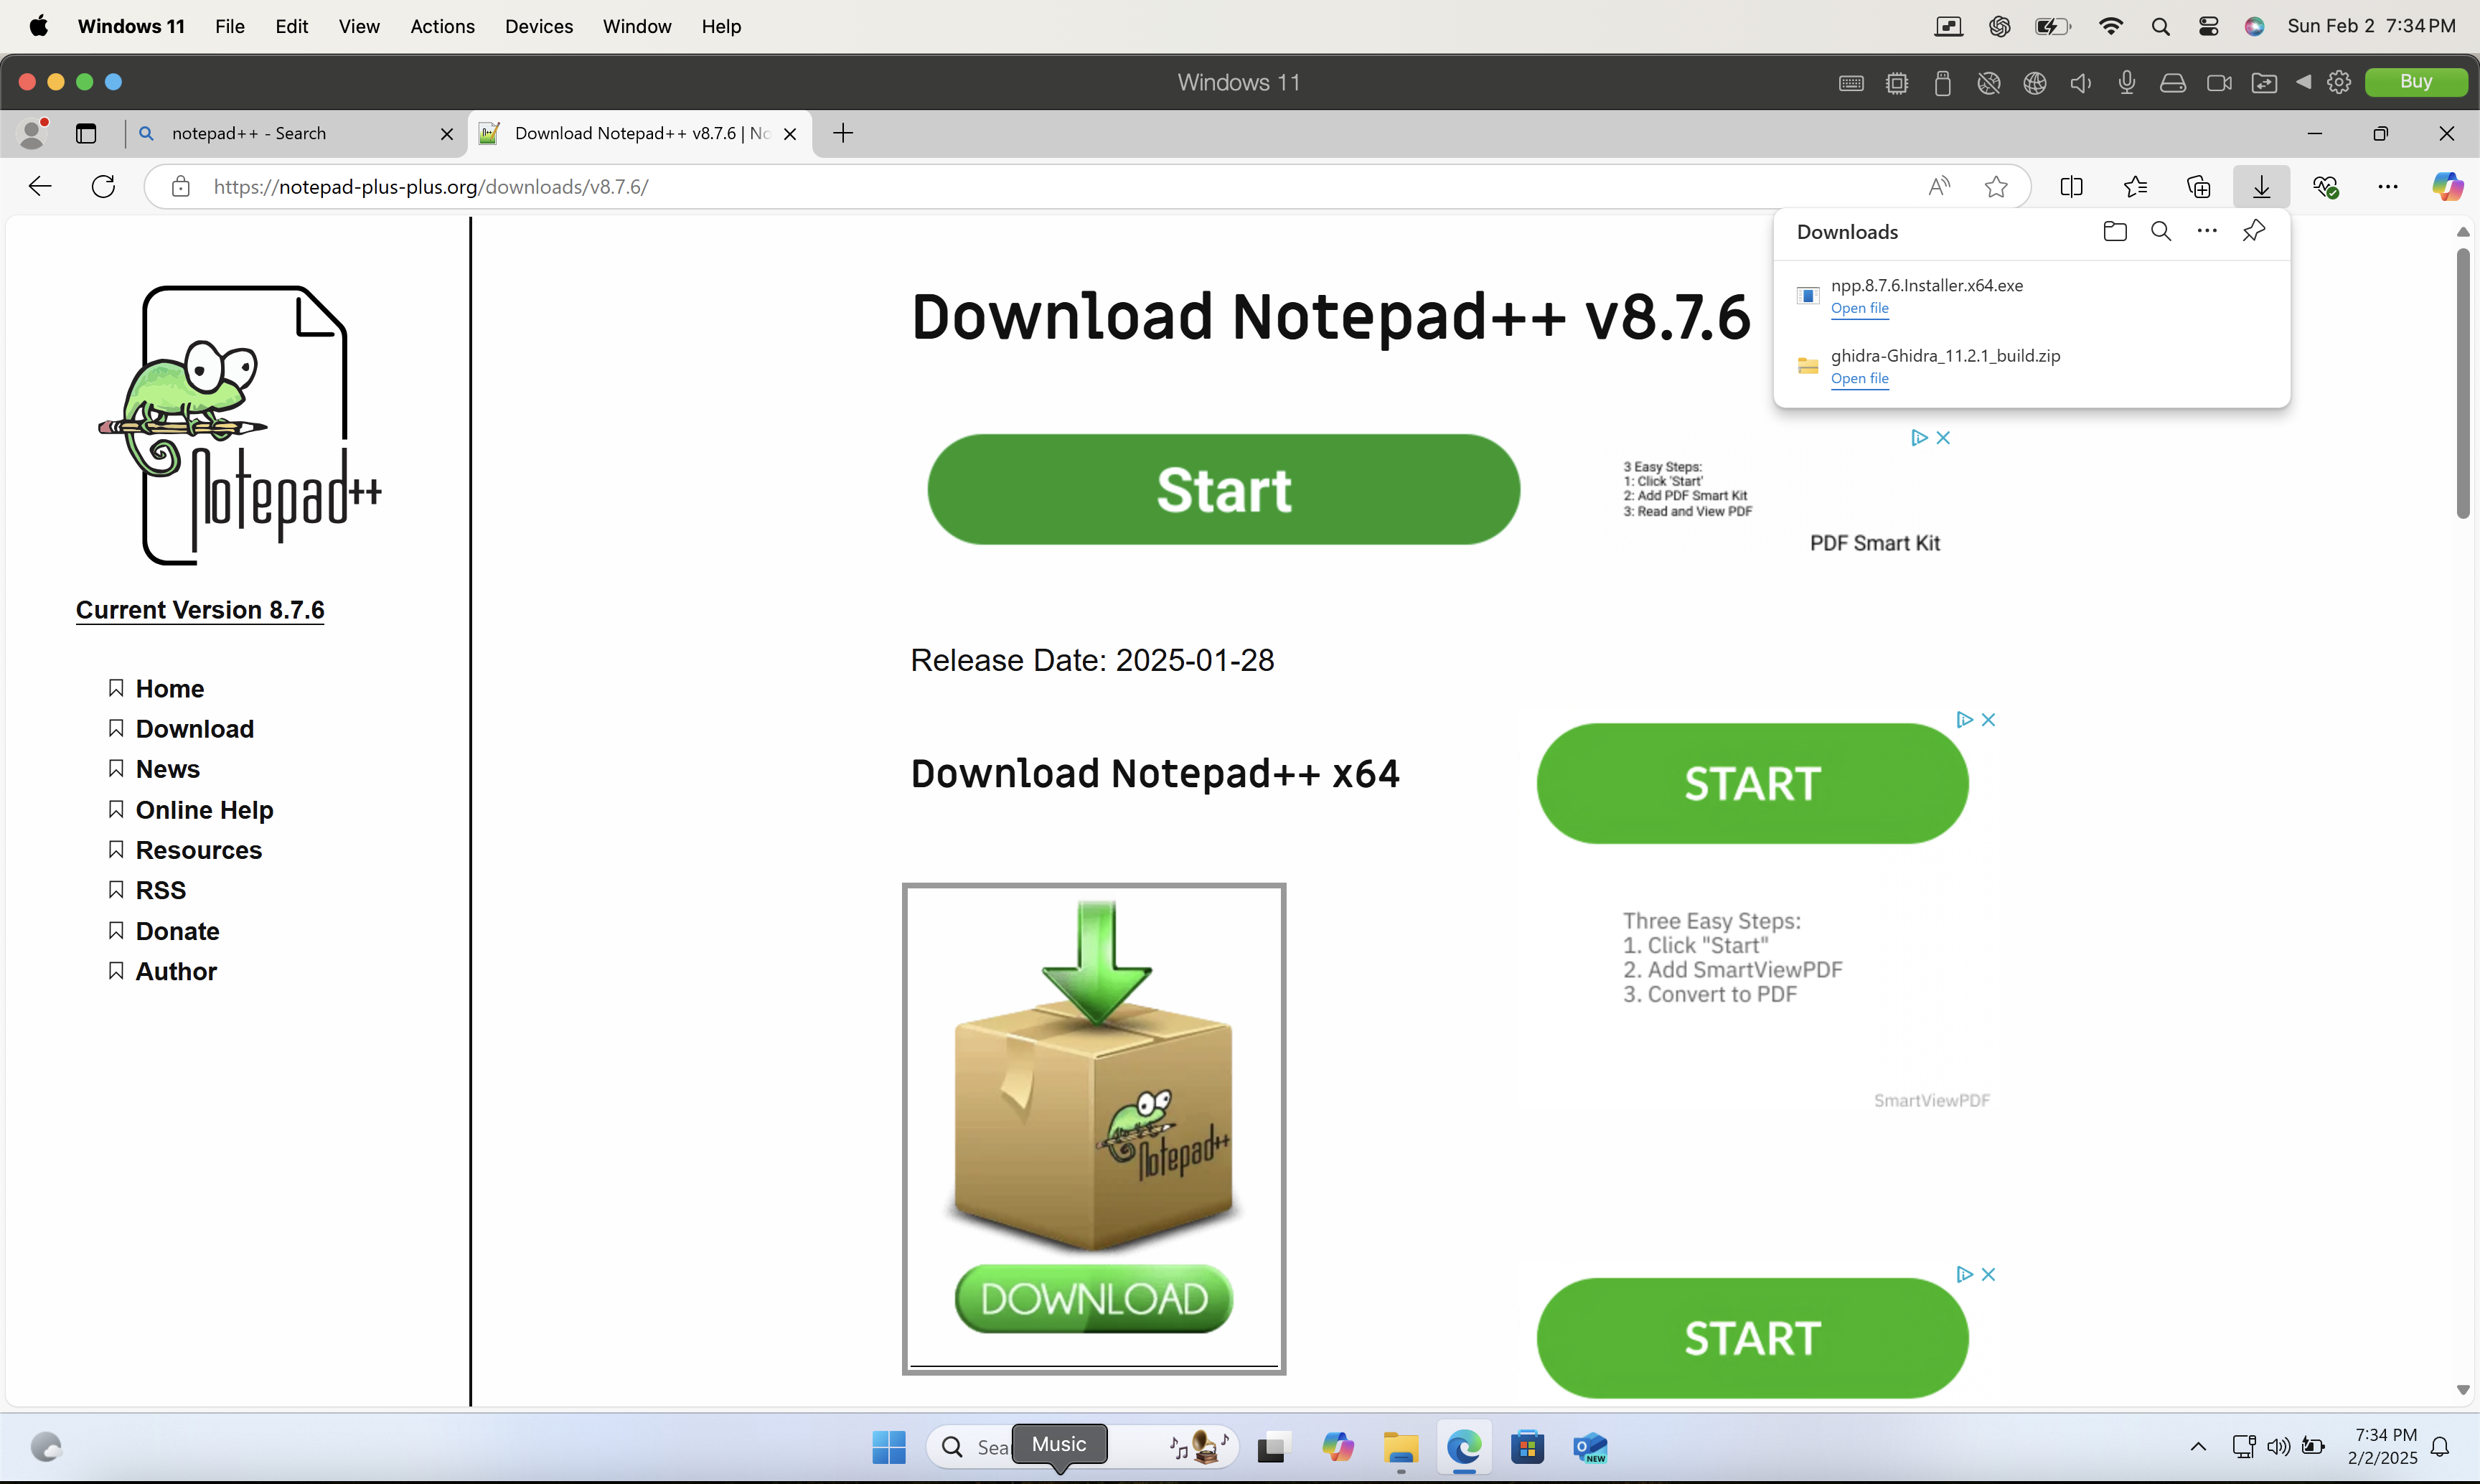 Windows 11 File Edit View Actions Devices Window Help Sun Feb 2 7:34 PM
Windows 11 Buy
notepad++ - Search Download Notepad++ v8.7.6 | No
https://notepad-plus-plus.org/downloads/v8.7.6/
Downloads
npp.8.7.6.Installer.x64.exe
Open file
ghidra-Ghidra_11.2.1_build.zip
Open file
Notepad++
Current Version 8.7.6
Home
Download
News
Online Help
Resources
RSS
Donate
Author
Download Notepad++ v8.7.6
Start
3 Easy Steps:
1: Click 'Start'
2: Add PDF Smart Kit
3: Read and View PDF
PDF Smart Kit
Release Date: 2025-01-28
Download Notepad++ x64
START
Three Easy Steps:
1. Click "Start"
2. Add SmartViewPDF
3. Convert to PDF
SmartViewPDF
Notepad++
DOWNLOAD
START
Sea
Music
NEW
7:34 PM
2/2/2025